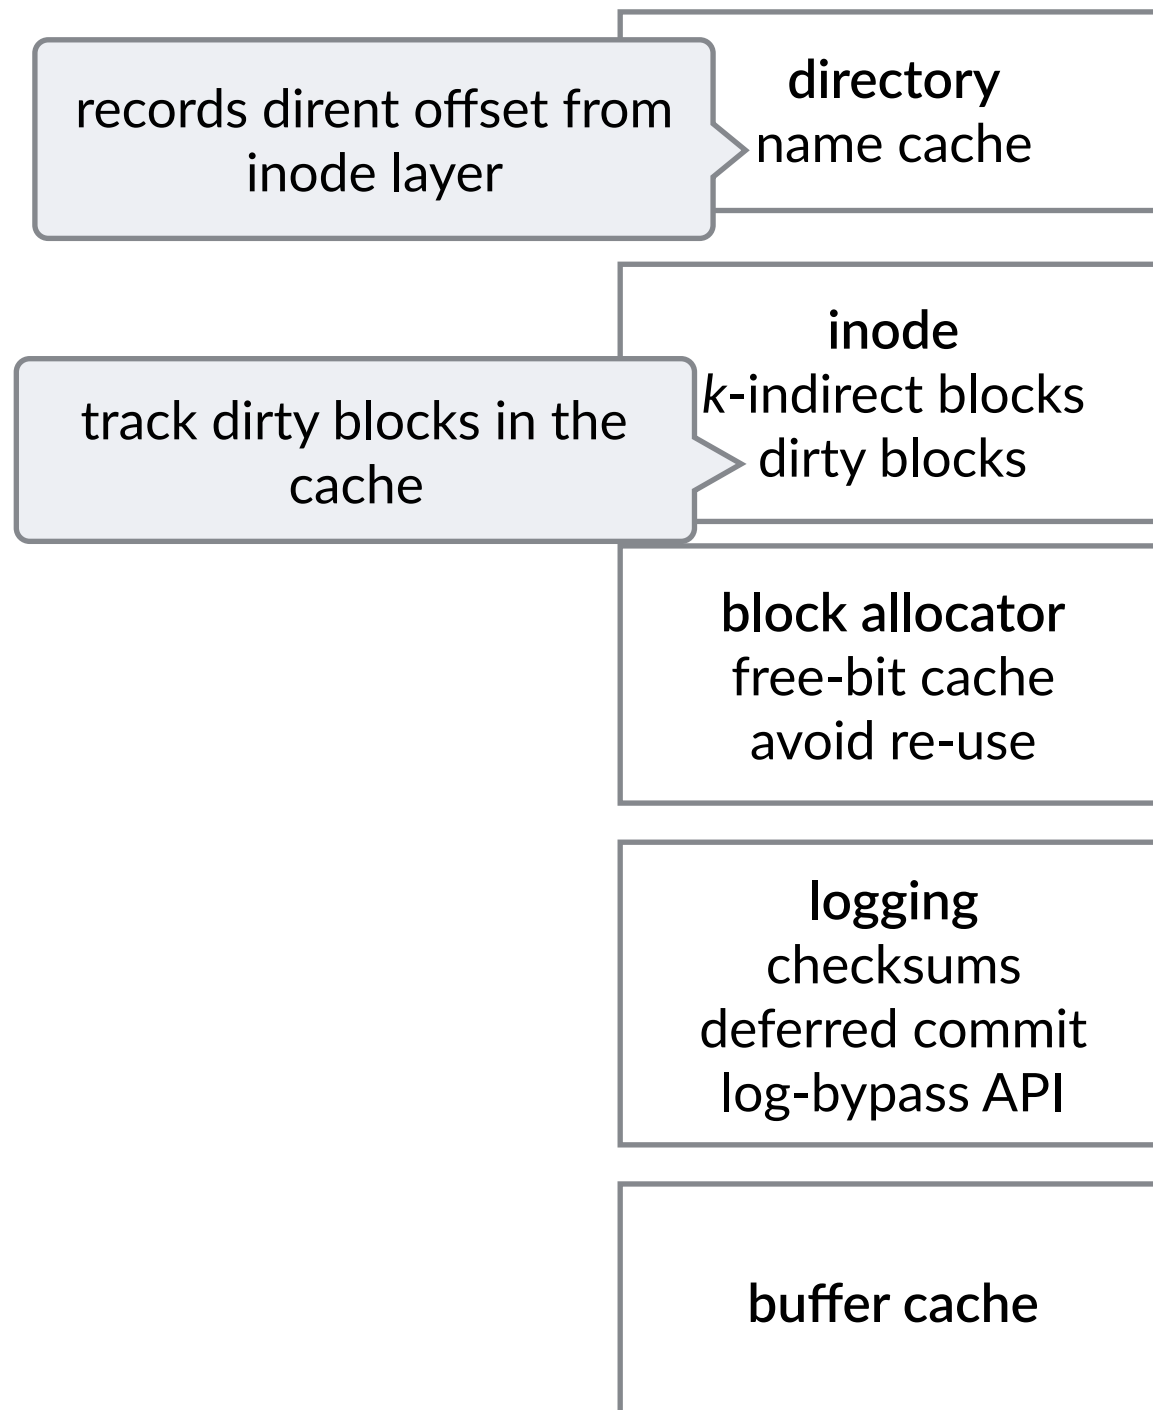 records dirent offset from
inode layer
directory
name cache
inode
k-indirect blocks
dirty blocks
track dirty blocks in the
cache
block allocator
free-bit cache
avoid re-use
logging
checksums
deferred commit
log-bypass API
buffer cache